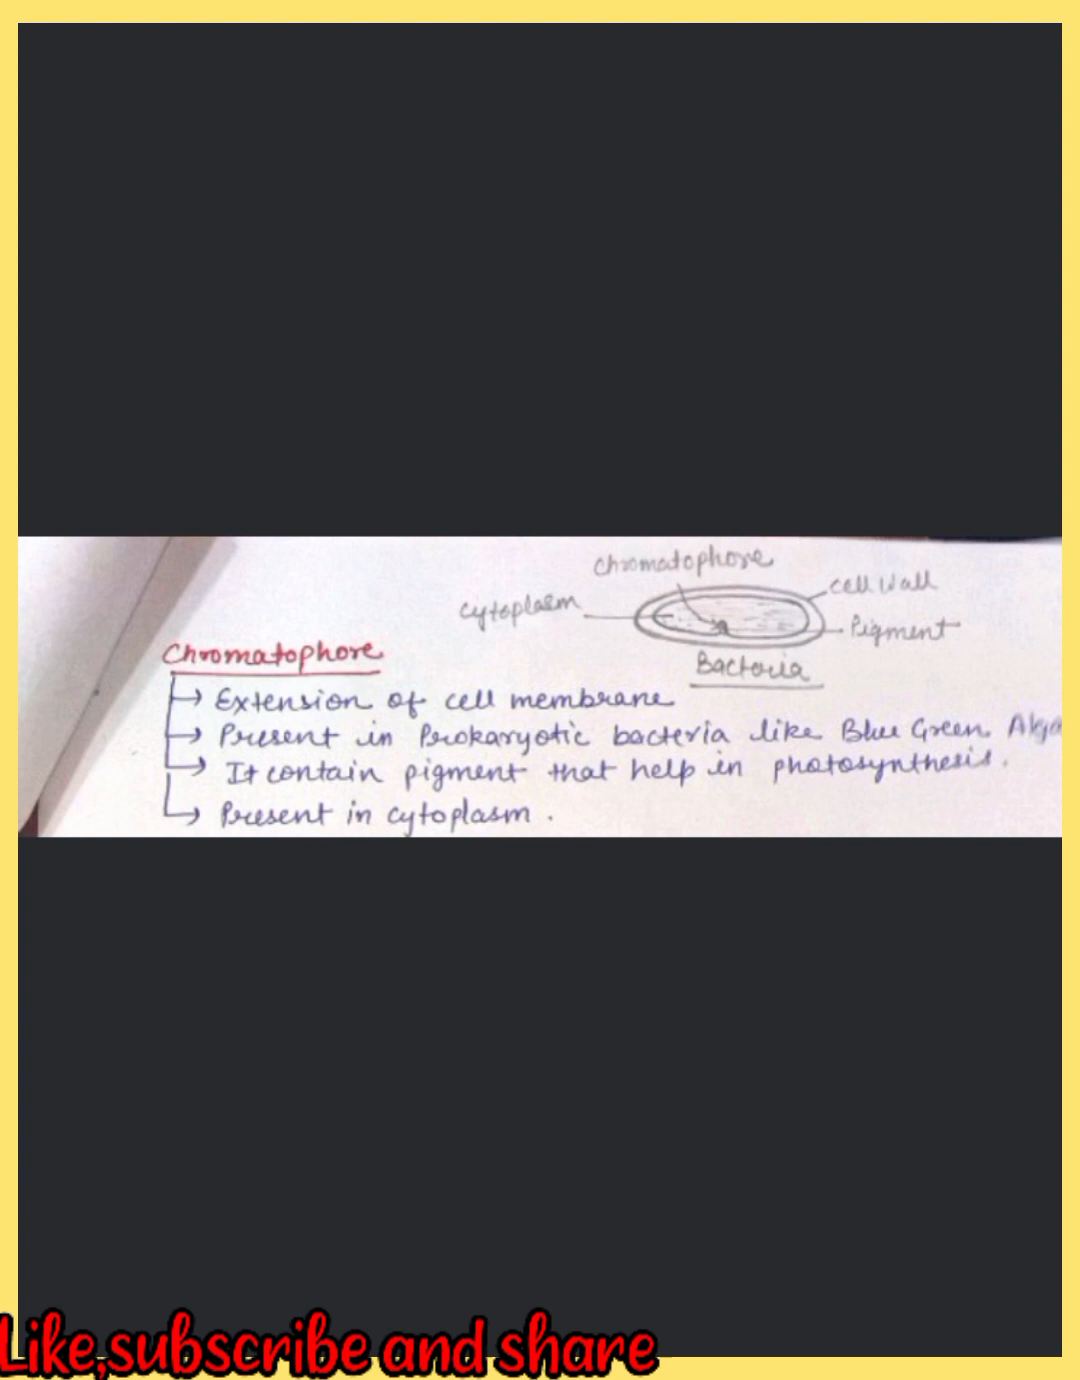 Chromatophore
cell wall
cytoplasm
Pigment
Bacteria
Chromatophore
Extension of cell membrane
Present in Prokaryotic bacteria like Blue Green
It contain pigment that help in photosynthesis.
Present in cytoplasm.
Like,subscribe and share